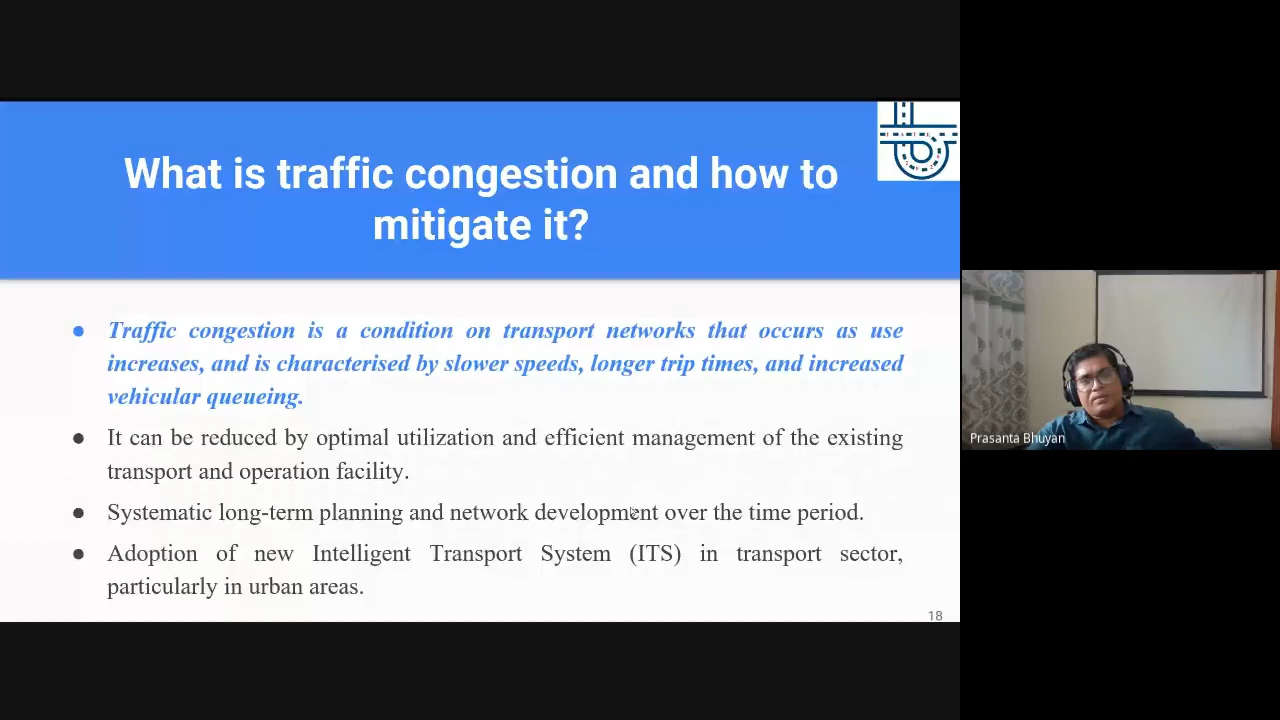 What is traffic congestion and how to
mitigate it?
● Traffic congestion is a condition on transport networks that occurs as use
increases, and is characterised by slower speeds, longer trip times, and increased
vehicular queueing.
● It can be reduced by optimal utilization and efficient management of the existing
transport and operation facility.
● Systematic long-term planning and network development over the time period.
● Adoption of new Intelligent Transport System (ITS) in transport sector,
particularly in urban areas.
18
Prasanta Bhuyan